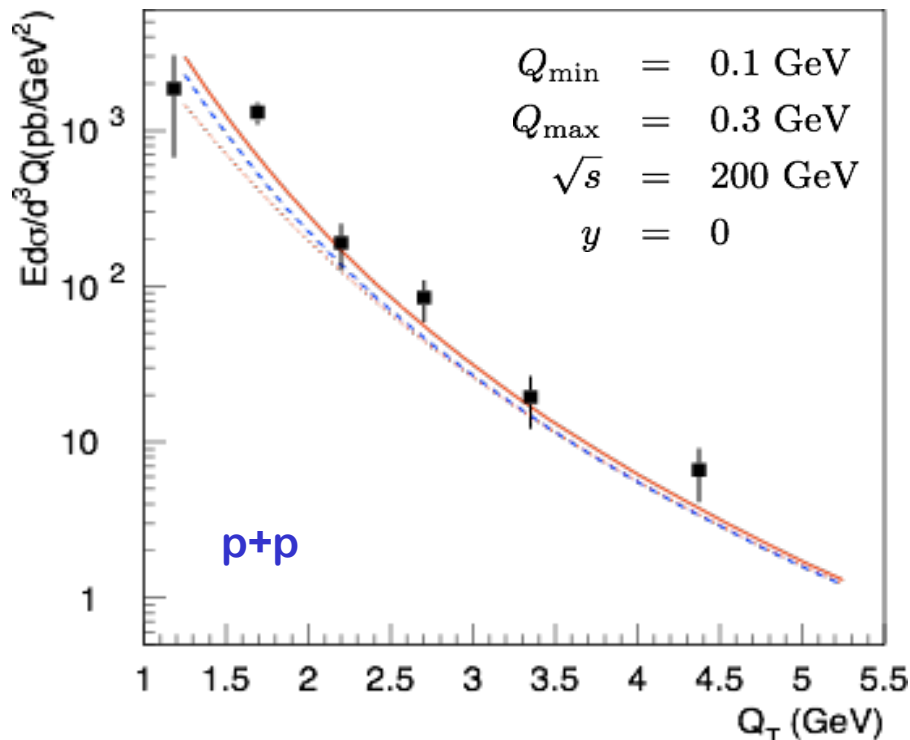 Edσ/d³Q(pb/GeV²)
10³
10²
10
1
Q_min = 0.1 GeV
Q_max = 0.3 GeV
√s = 200 GeV
y = 0
p+p
1 1.5 2 2.5 3 3.5 4 4.5 5 5.5
Q_T (GeV)